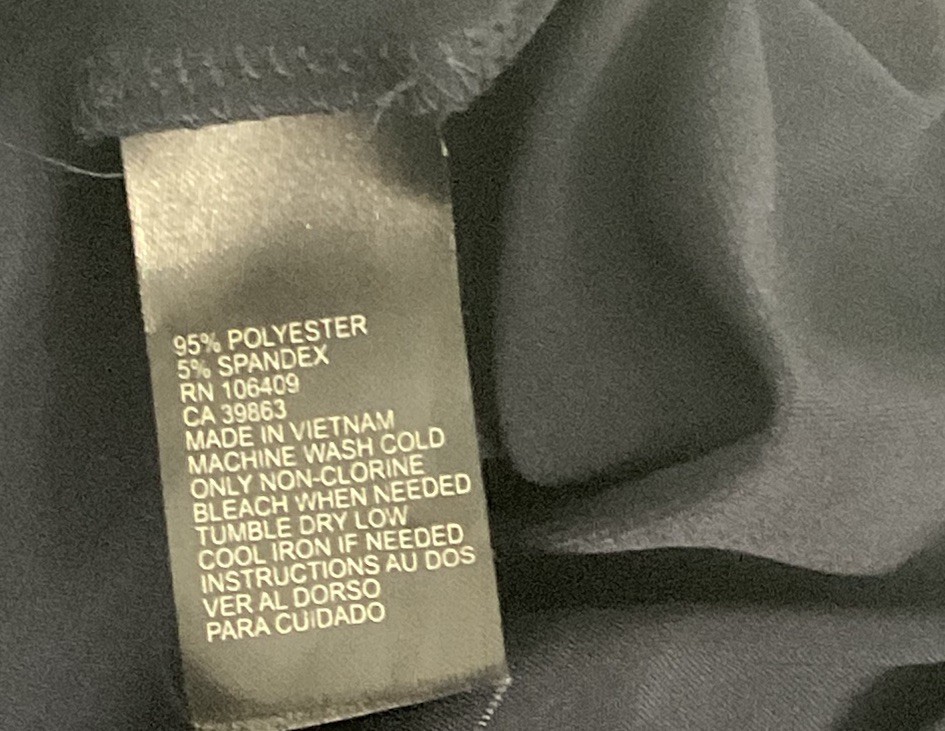 95% POLYESTER
5% SPANDEX
RN 106409
CA 39863
MADE IN VIETNAM
MACHINE WASH COLD
ONLY NON-CLORINE
BLEACH WHEN NEEDED
TUMBLE DRY LOW
COOL IRON IF NEEDED
INSTRUCTIONS AU DOS
VER AL DORSO
PARA CUIDADO